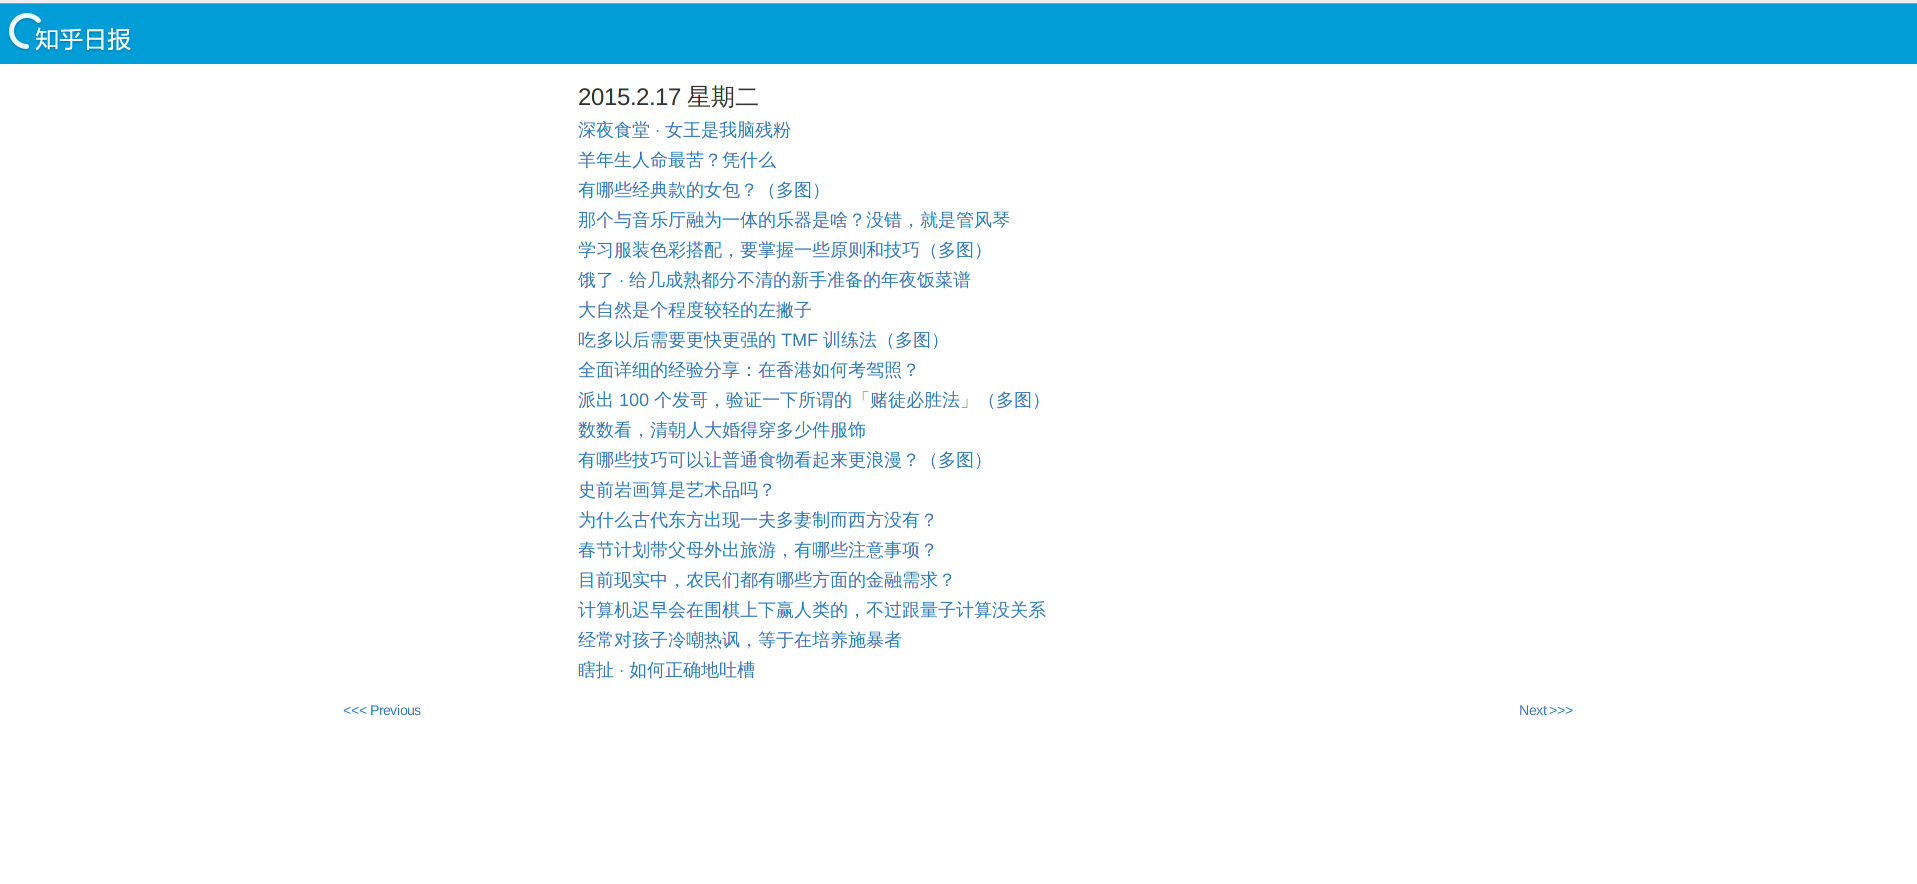 知乎日报
2015.2.17 星期二
深夜食堂 · 女王是我脑残粉
羊年生人命最苦？凭什么
有哪些经典款的女包？（多图）
那个与音乐厅融为一体的乐器是啥？没错，就是管风琴
学习服装色彩搭配，要掌握一些原则和技巧（多图）
饿了 · 给几成熟都分不清的新手准备的年夜饭菜谱
大自然是个程度较轻的左撇子
吃多以后需要更快更强的 TMF 训练法（多图）
全面详细的经验分享：在香港如何考驾照？
派出 100 个发哥，验证一下所谓的「赌徒必胜法」（多图）
数数看，清朝人大婚得穿多少件服饰
有哪些技巧可以让普通食物看起来更浪漫？（多图）
史前岩画算是艺术品吗？
为什么古代东方出现一夫多妻制而西方没有？
春节计划带父母外出旅游，有哪些注意事项？
目前现实中，农民们都有哪些方面的金融需求？
计算机迟早会在围棋上下赢人类的，不过跟量子计算没关系
经常对孩子冷嘲热讽，等于在培养施暴者
瞎扯 · 如何正确地吐槽
<<< Previous
Next >>>